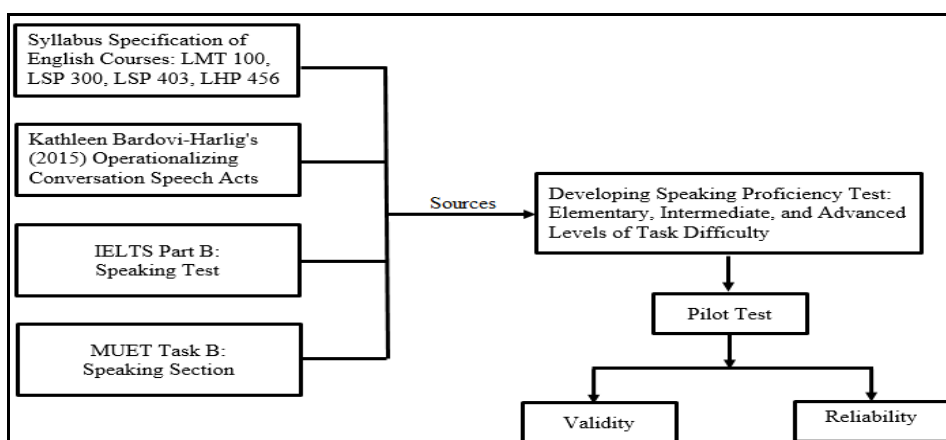 Syllabus Specification of
English Courses: LMT 100,
LSP 300, LSP 403, LHP 456
Kathleen Bardovi-Harlig's
(2015) Operationalizing
Conversation Speech Acts
IELTS Part B:
Speaking Test
MUET Task B:
Speaking Section
Sources
Developing Speaking Proficiency Test:
Elementary, Intermediate, and Advanced
Levels of Task Difficulty
Pilot Test
Validity
Reliability